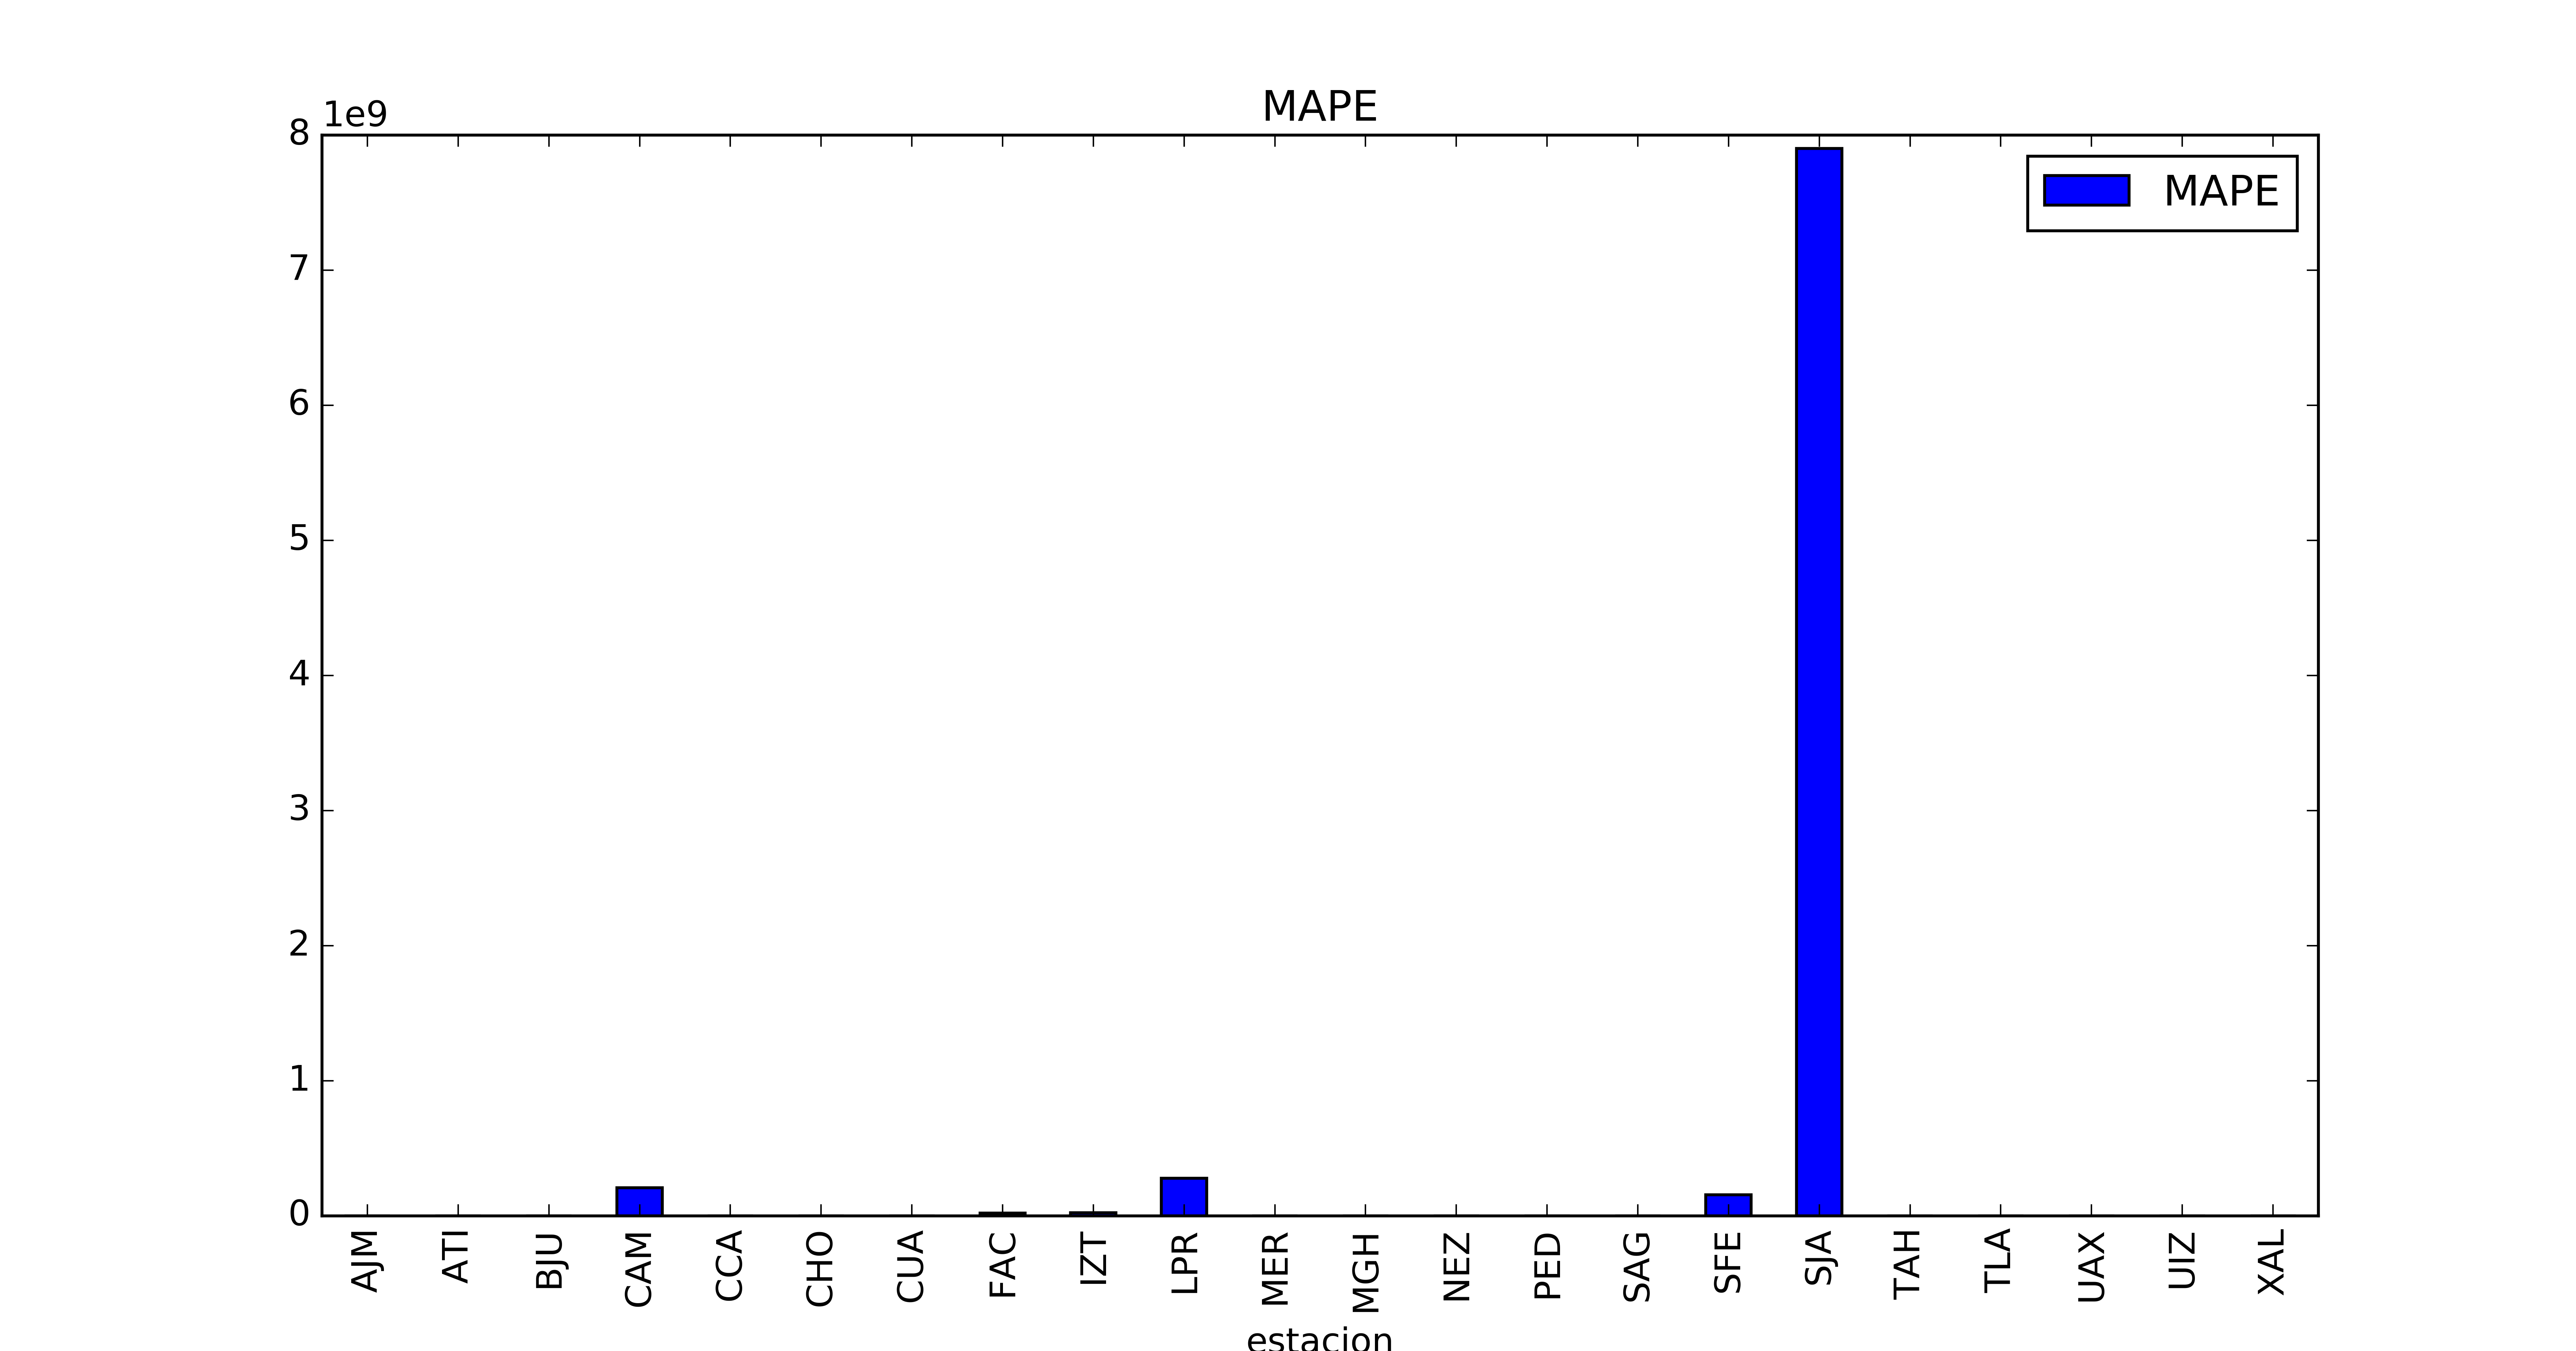 MAPE
1e9
MAPE
8
7
6
5
4
3
2
1
0
AJM ATI BJU CAM CCA CHO CUA FAC IZT LPR MER MGH NEZ PED SAG SFE SJA TAH TLA UAX UIZ XAL
estacion